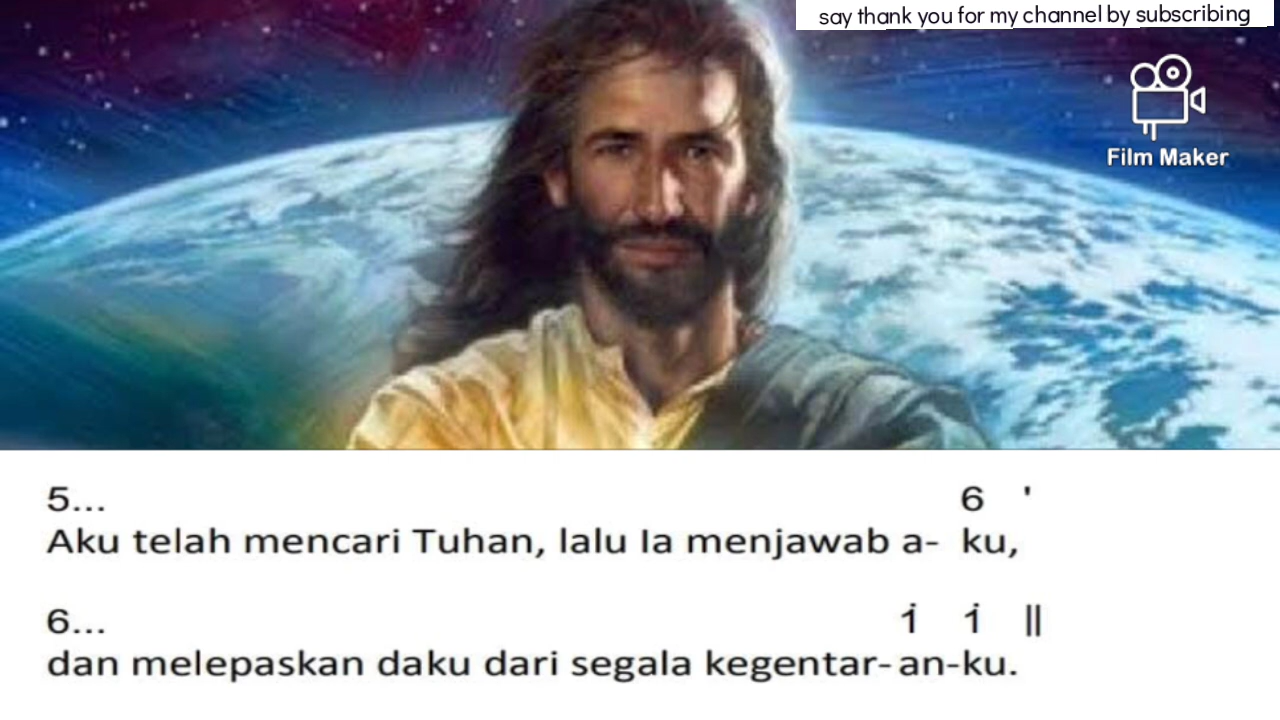 say thank you for my channel by subscribing
Film Maker
5... 6 '
Aku telah mencari Tuhan, lalu Ia menjawab a- ku,
6... i̇ i̇ ||
dan melepaskan daku dari segala kegentar- an-ku.